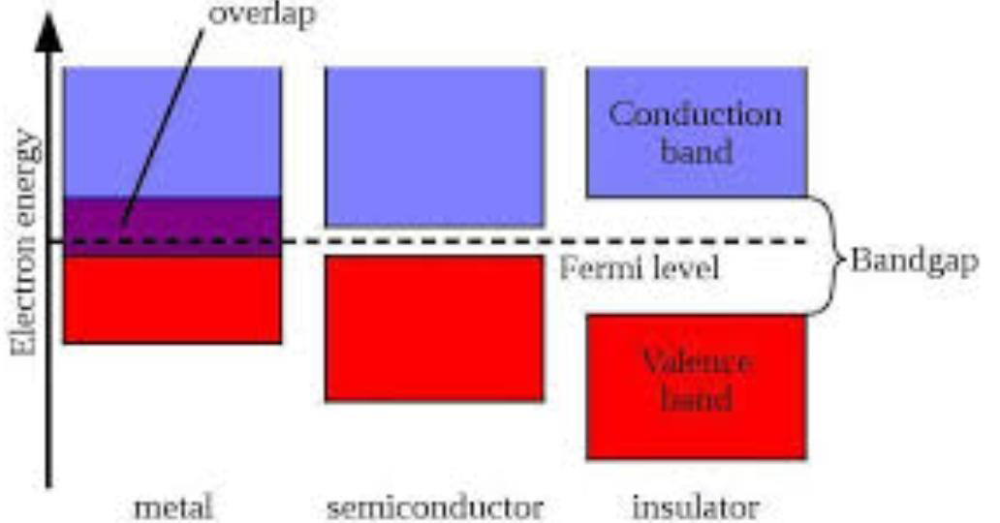 overlap
Electron energy
Conduction
band
Fermi level
Bandgap
Valence
band
metal
semiconductor
insulator